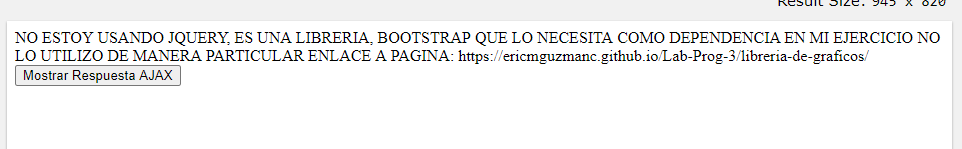 Result Size: 945 x 820
NO ESTOY USANDO JQUERY, ES UNA LIBRERIA, BOOTSTRAP QUE LO NECESITA COMO DEPENDENCIA EN MI EJERCICIO NO
LO UTILIZO DE MANERA PARTICULAR ENLACE A PAGINA: https://ericmguzmanc.github.io/Lab-Prog-3/libreria-de-graficos/
Mostrar Respuesta AJAX